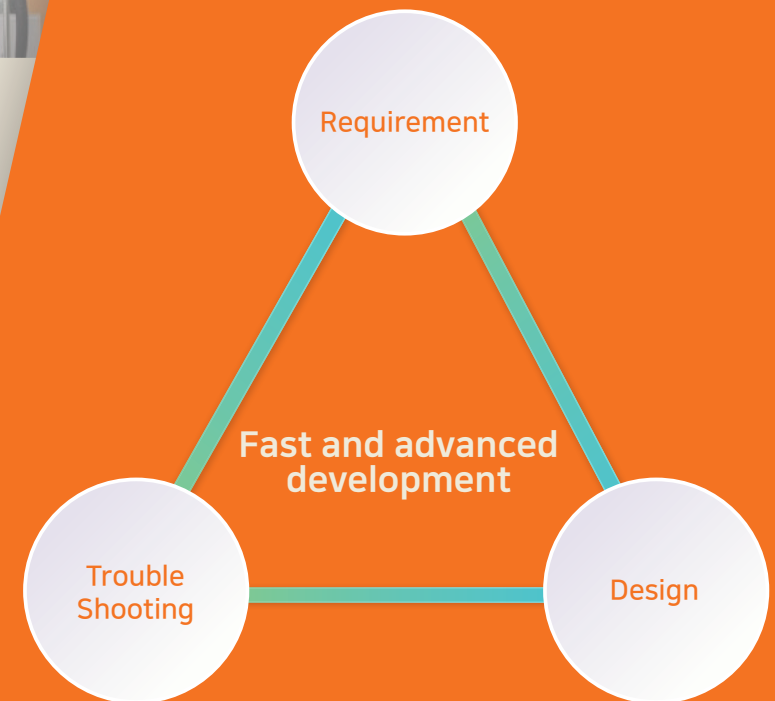 Requirement
Fast and advanced
development
Trouble
Shooting
Design